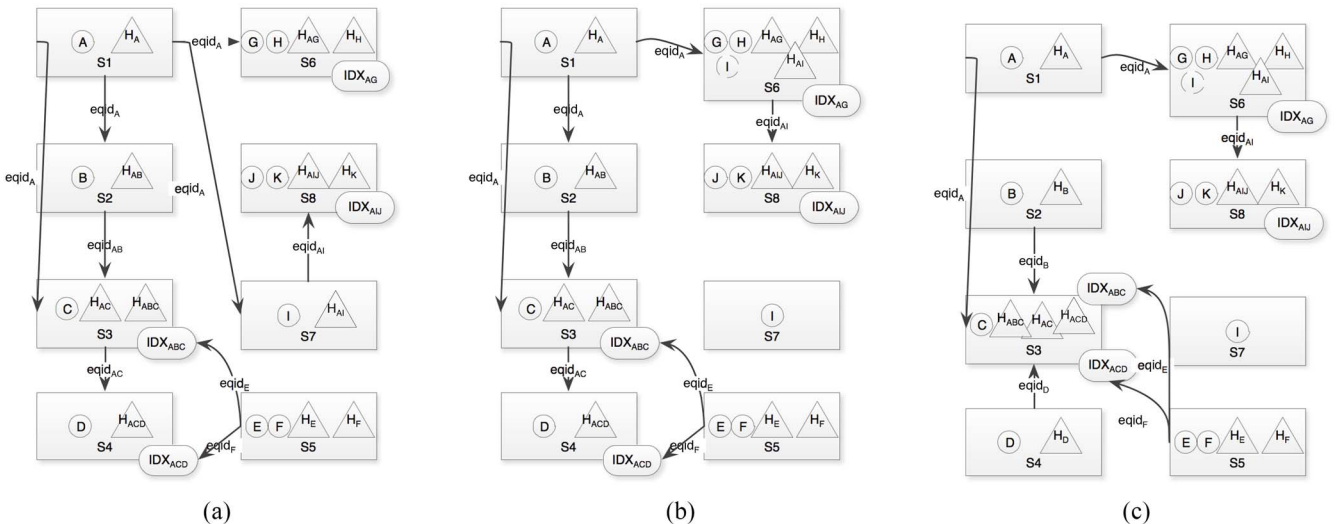 A H_A
S1
eqid_A
G H H_AG H_H
S6
IDX_AG
eqid_A
eqid_A
eqid_A
B H_AB
S2
J K H_AIJ H_K
S8
IDX_AIJ
eqid_AB
eqid_AI
C H_AC H_ABC
S3
IDX_ABC
I H_AI
S7
eqid_AC
eqid_E
D H_ACD
S4
IDX_ACD
eqid_F
E F H_E H_F
S5
(a)
A H_A
S1
eqid_A
G H H_AG H_H
I H_AI
S6
IDX_AG
eqid_A
eqid_AI
eqid_A
B H_AB
S2
J K H_AIJ H_K
S8
IDX_AIJ
eqid_AB
C H_AC H_ABC
S3
IDX_ABC
I
S7
eqid_AC
eqid_E
D H_ACD
S4
IDX_ACD
eqid_F
E F H_E H_F
S5
(b)
A H_A
S1
eqid_A
G H H_AG H_H
I H_AI
S6
IDX_AG
eqid_AI
eqid_A
B H_B
S2
J K H_AIJ H_K
S8
IDX_AIJ
eqid_B
IDX_ABC
C H_ABC H_AC H_ACD
S3
I
S7
IDX_ACD
eqid_E
eqid_D
eqid_F
D H_D
S4
E F H_E H_F
S5
(c)